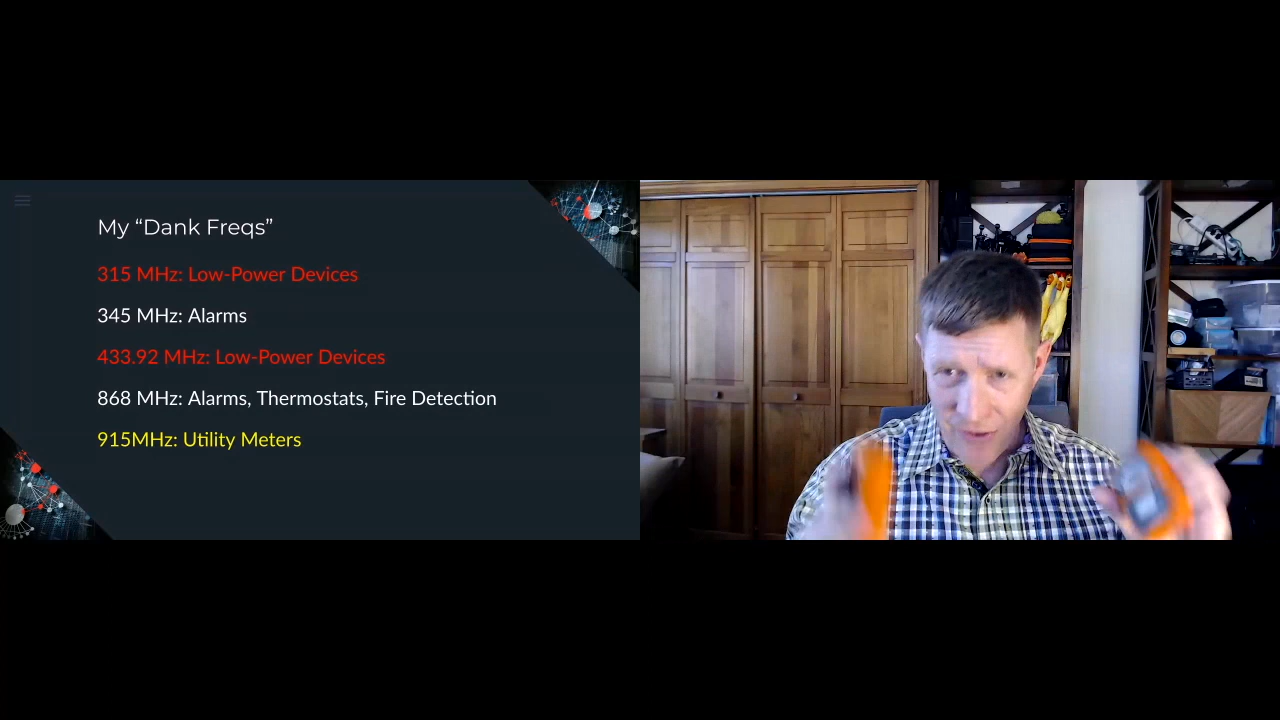 My “Dank Freqs”
315 MHz: Low-Power Devices
345 MHz: Alarms
433.92 MHz: Low-Power Devices
868 MHz: Alarms, Thermostats, Fire Detection
915MHz: Utility Meters